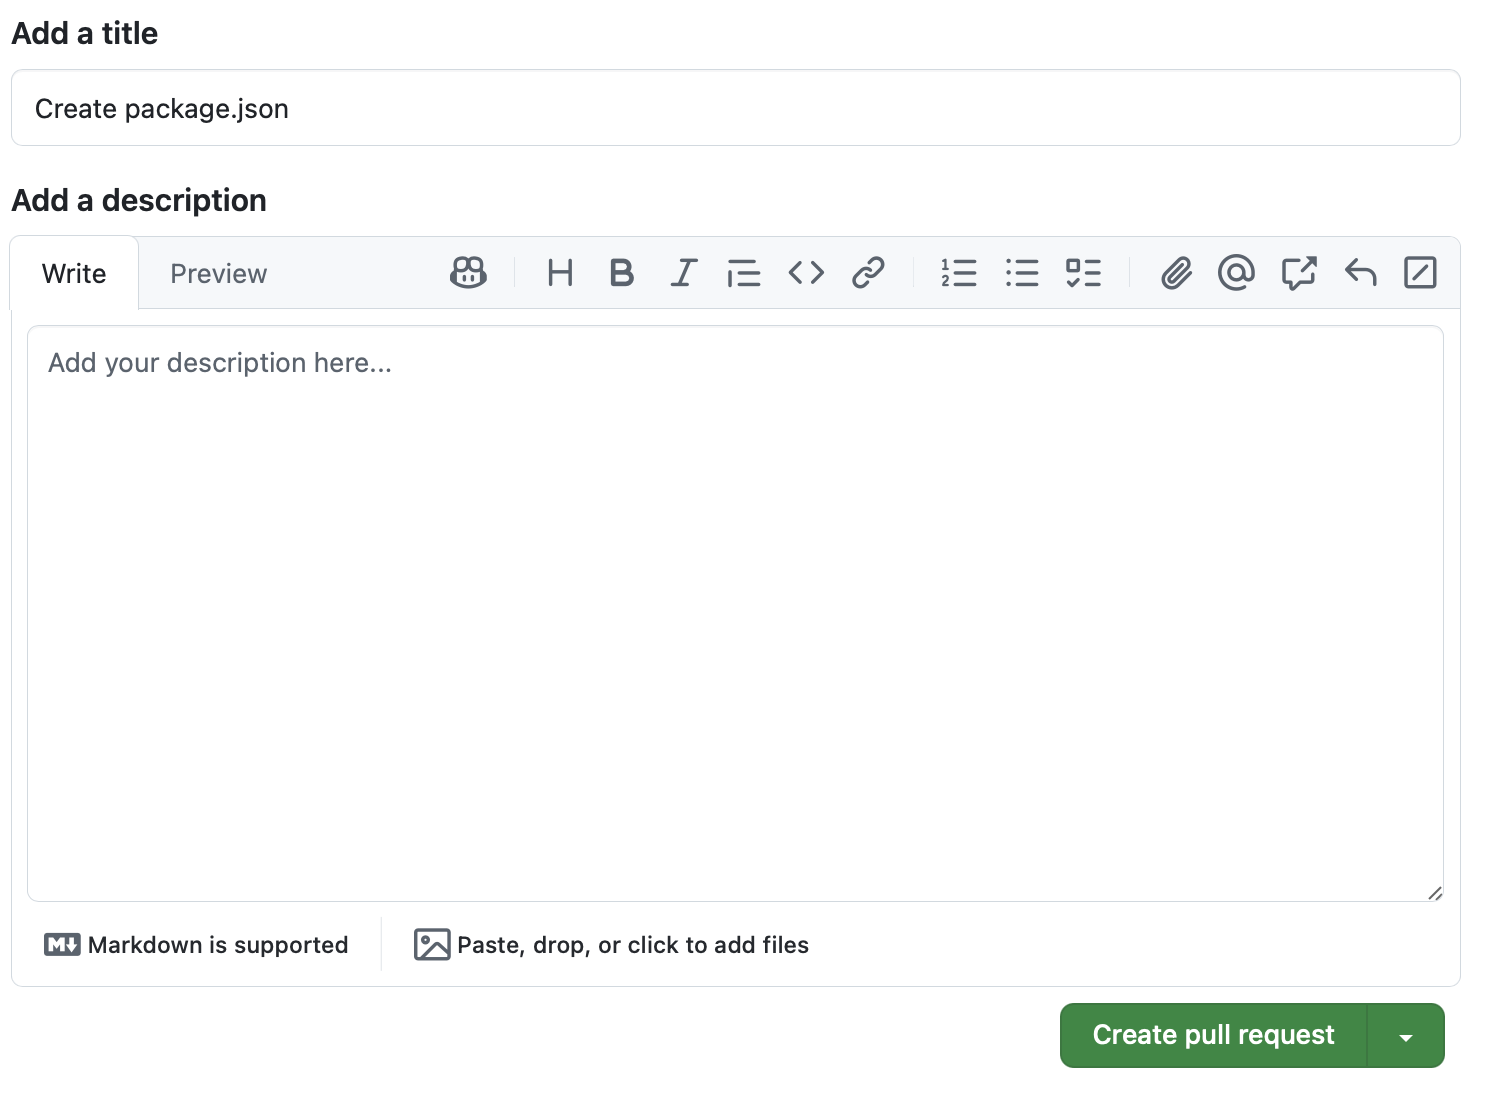 Add a title
Create package.json
Add a description
Write
Preview
Add your description here...
Markdown is supported
Paste, drop, or click to add files
Create pull request